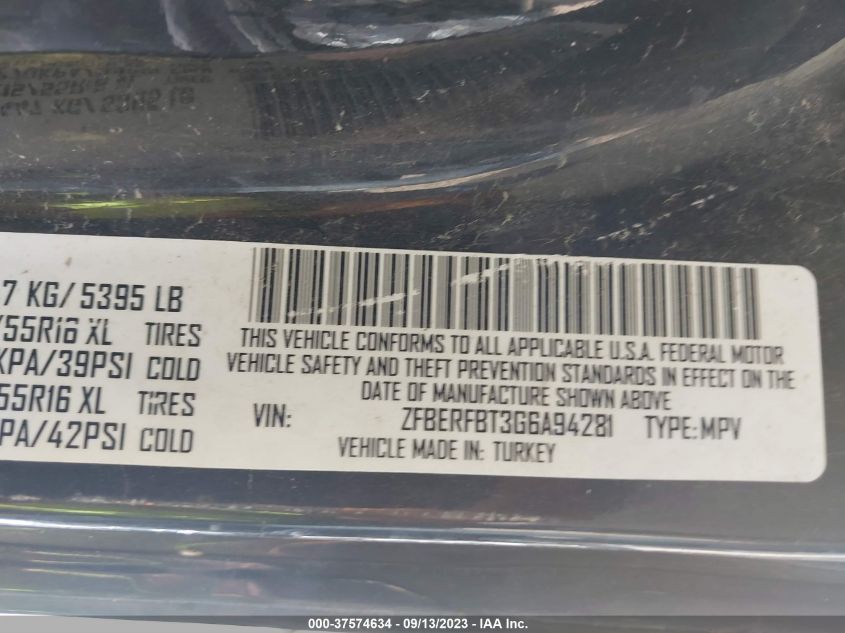 7 KG/ 5395 LB
/55R16 XL TIRES
KPA/39PSI COLD
55R16 XL TIRES
PA/42PSI COLD
THIS VEHICLE CONFORMS TO ALL APPLICABLE U.S.A. FEDERAL MOTOR
VEHICLE SAFETY AND THEFT PREVENTION STANDARDS IN EFFECT ON THE
DATE OF MANUFACTURE SHOWN ABOVE
VIN: ZFBERFBT3G6A94281 TYPE: MPV
VEHICLE MADE IN: TURKEY
000-37574634 - 09/13/2023 - IAA Inc.